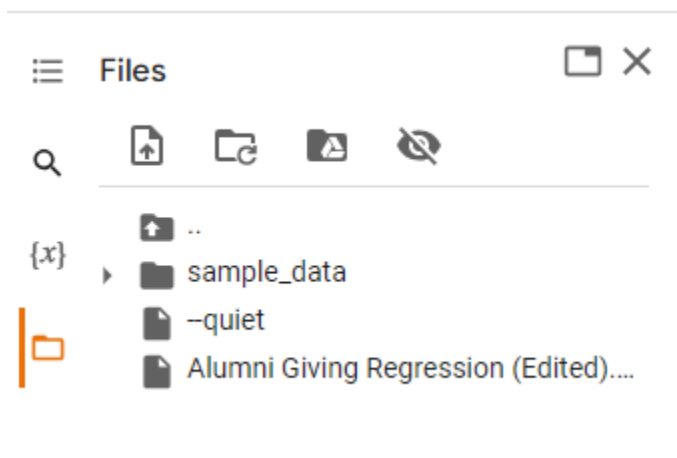 Files
{x}
..
sample_data
--quiet
Alumni Giving Regression (Edited)....